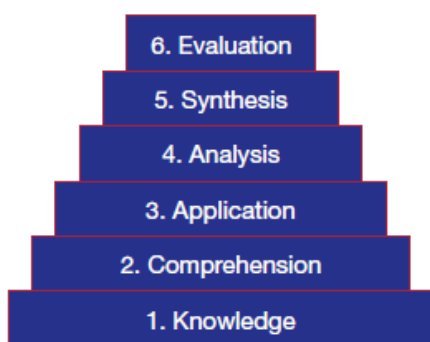 6. Evaluation
5. Synthesis
4. Analysis
3. Application
2. Comprehension
1. Knowledge